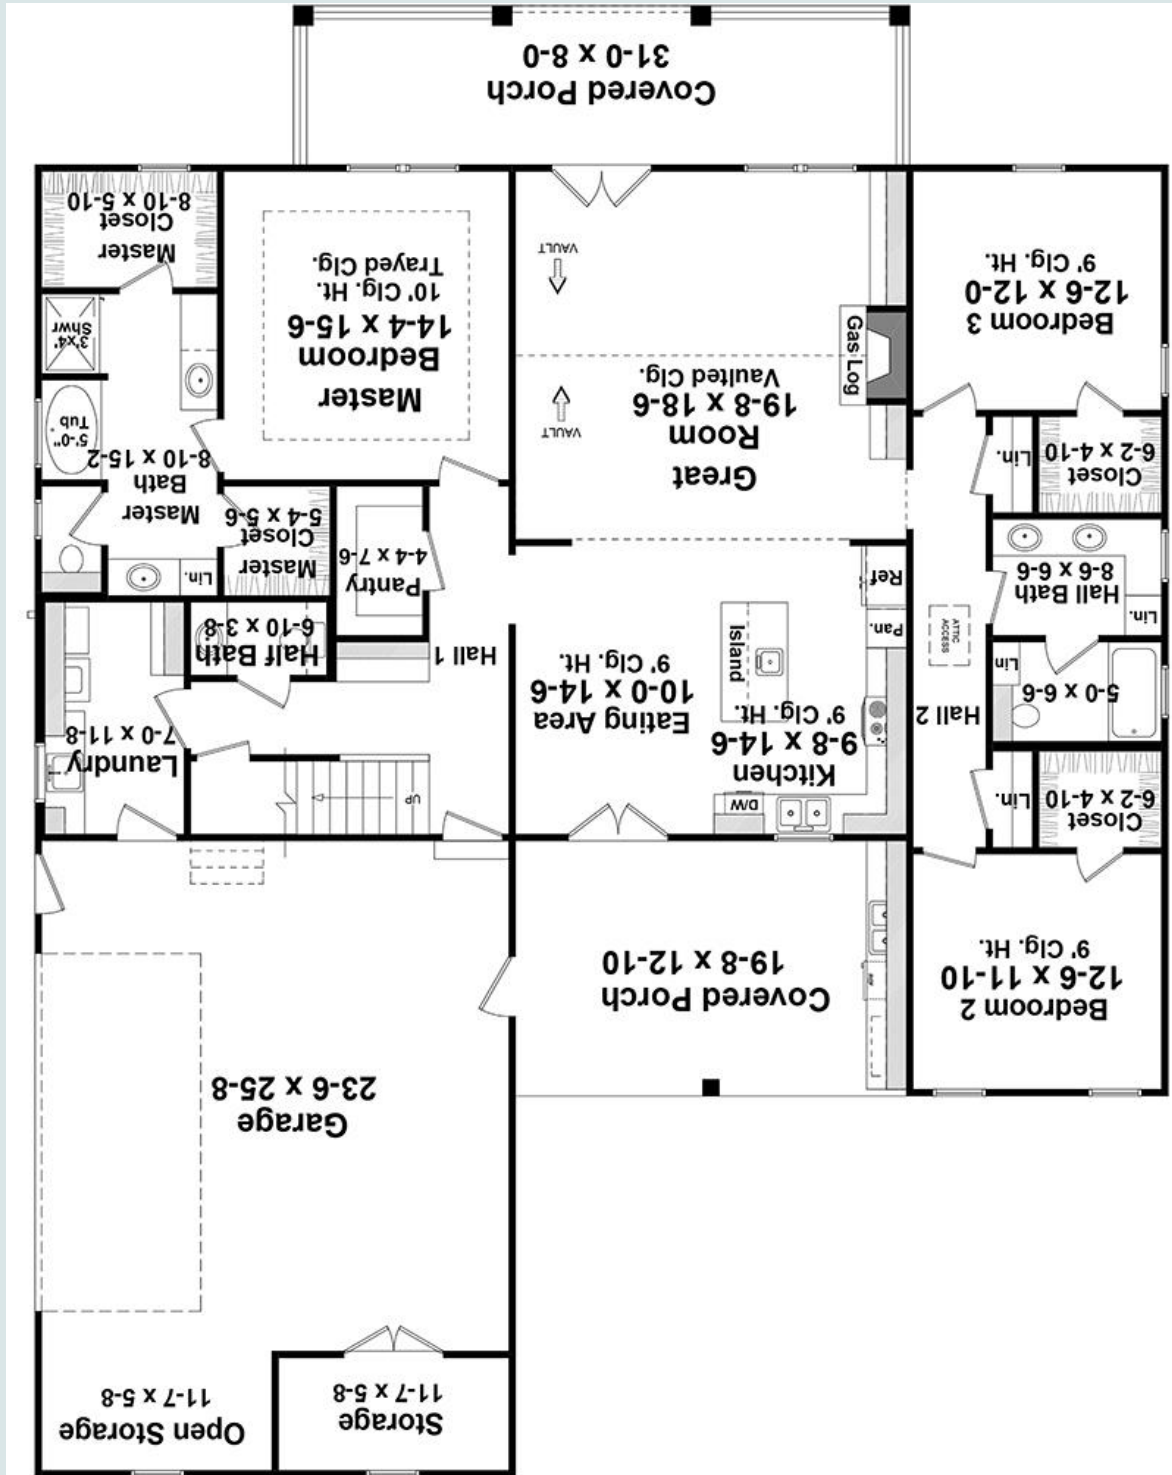 Storage
11-7 x 5-8
Open Storage
11-7 x 5-8
Garage
23-6 x 25-8
Bedroom 2
12-6 x 11-10
9' Clg. Ht.
Covered Porch
19-8 x 12-10
REF
Closet
6-2 x 4-10
Lin.
Kitchen
9-8 x 14-6
9' Clg. Ht.
D/W
Island
Pan.
Ref
Eating Area
10-0 x 14-6
9' Clg. Ht.
UP
Laundry
7-0 x 11-8
Hall 2
ATTIC
ACCESS
5-0 x 6-6
Lin
Lin.
Hall Bath
8-6 x 6-6
Hall 1
Half Bath
6-10 x 3-8
Pantry
4-4 x 7-6
Master
Closet
5-4 x 5-6
Lin.
Master
Bath
8-10 x 15-2
5'-0"
Tub
3'x4'
Shwr
Closet
6-2 x 4-10
Lin.
Great
Room
19-8 x 18-6
Vaulted Clg.
VAULT
VAULT
Gas Log
Master
Bedroom
14-4 x 15-6
10' Clg. Ht.
Trayed Clg.
Bedroom 3
12-6 x 12-0
9' Clg. Ht.
Master
Closet
8-10 x 5-10
Covered Porch
31-0 x 8-0